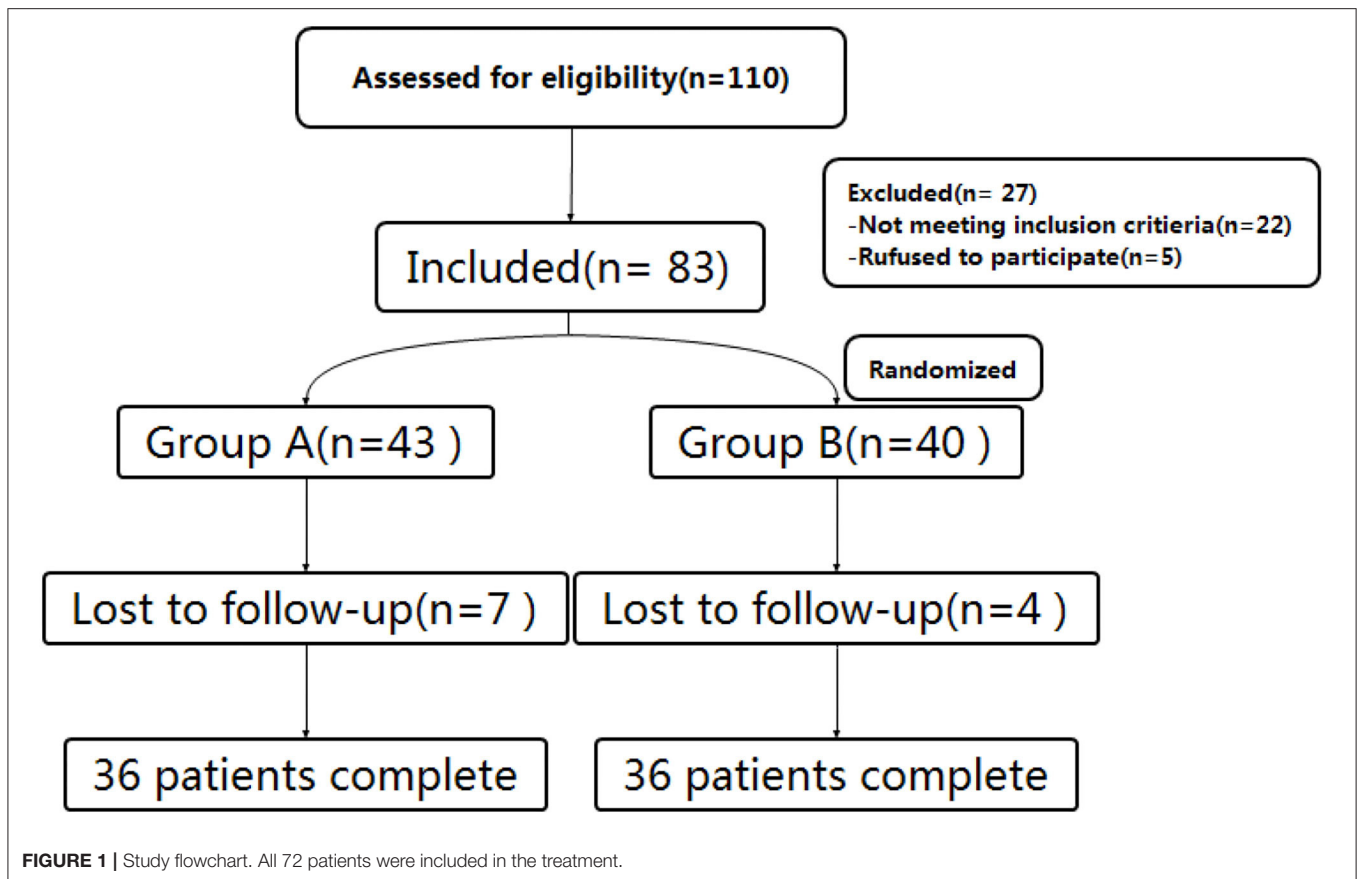 Assessed for eligibility(n=110)
Excluded(n= 27)
-Not meeting inclusion critieria(n=22)
-Rufused to participate(n=5)
Included(n= 83)
Randomized
Group A(n=43 )
Group B(n=40 )
Lost to follow-up(n=7 )
Lost to follow-up(n=4 )
36 patients complete
36 patients complete
FIGURE 1 | Study flowchart. All 72 patients were included in the treatment.